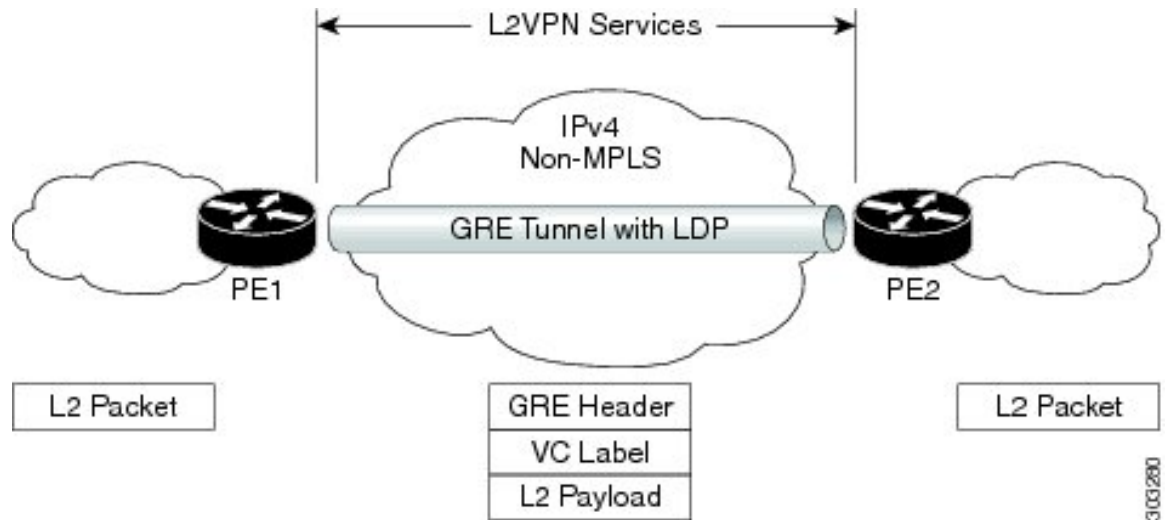 L2VPN Services
IPv4
Non-MPLS
GRE Tunnel with LDP
PE1
PE2
L2 Packet
GRE Header
VC Label
L2 Payload
L2 Packet
303280